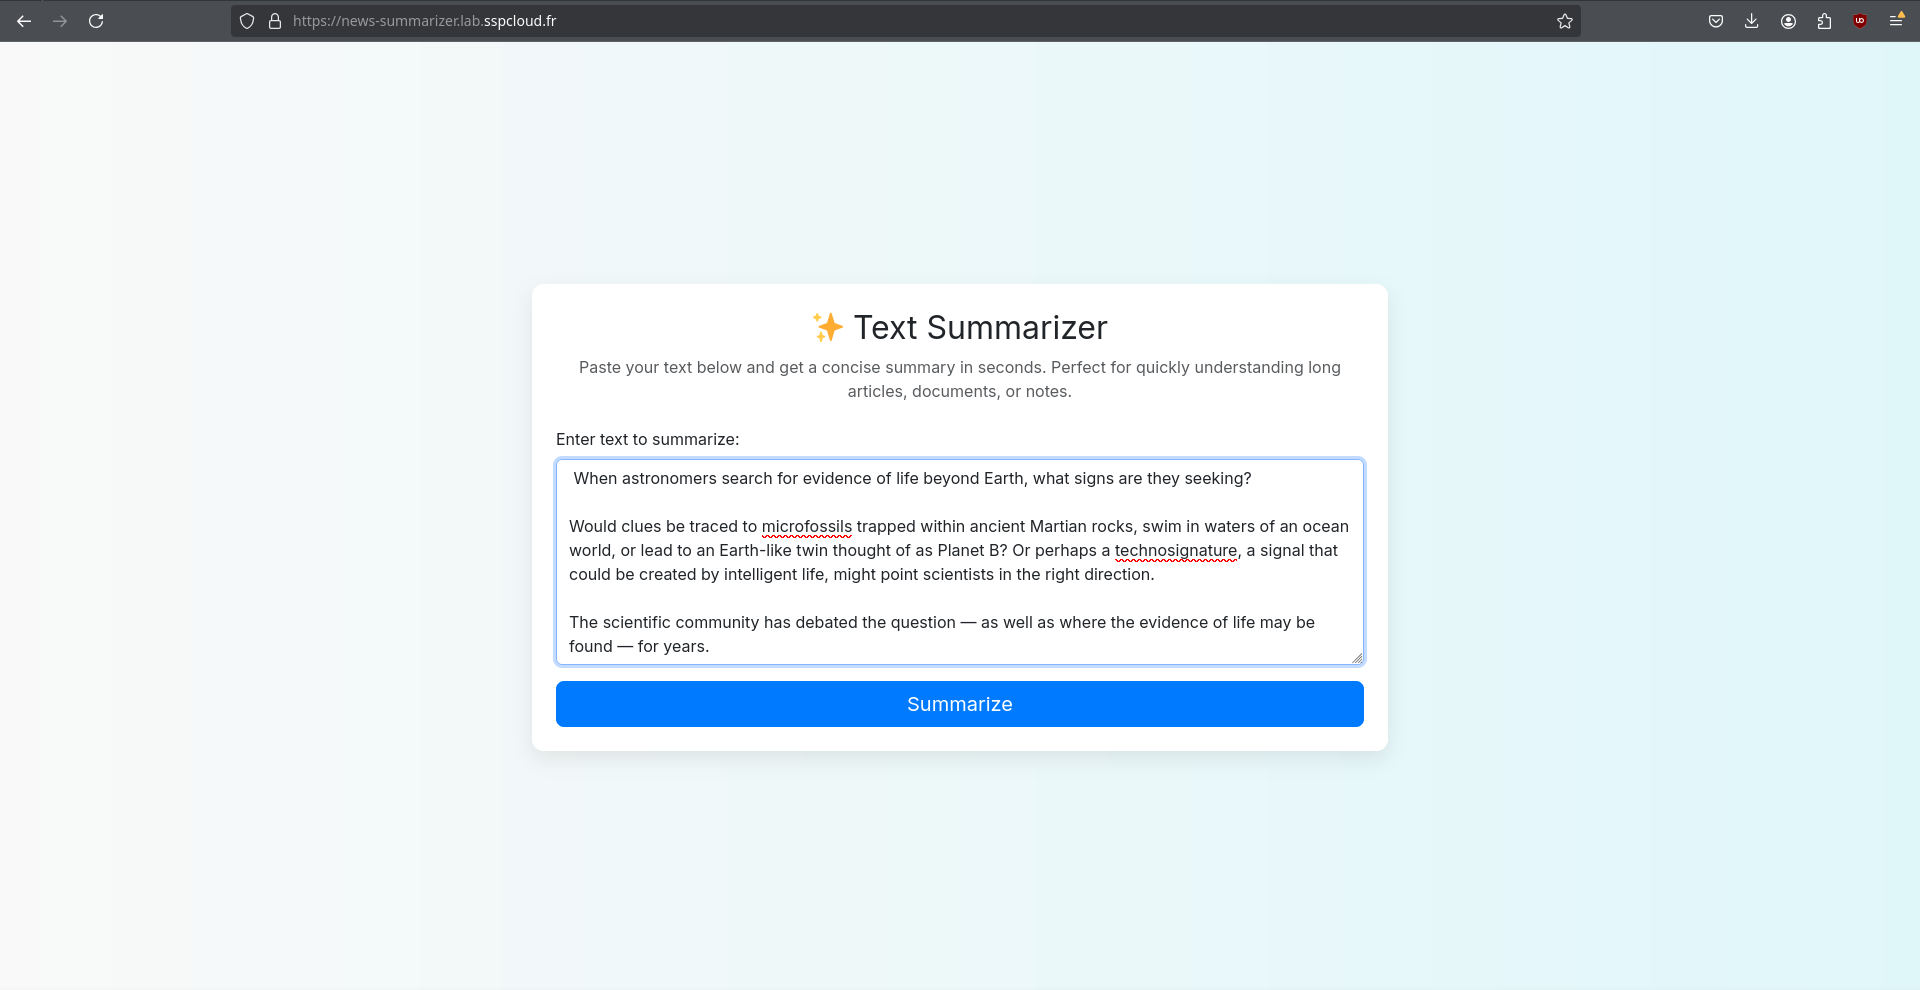 https://news-summarizer.lab.sspcloud.fr
✨ Text Summarizer
Paste your text below and get a concise summary in seconds. Perfect for quickly understanding long
articles, documents, or notes.
Enter text to summarize:
When astronomers search for evidence of life beyond Earth, what signs are they seeking?
Would clues be traced to microfossils trapped within ancient Martian rocks, swim in waters of an ocean
world, or lead to an Earth-like twin thought of as Planet B? Or perhaps a technosignature, a signal that
could be created by intelligent life, might point scientists in the right direction.
The scientific community has debated the question — as well as where the evidence of life may be
found — for years.
Summarize